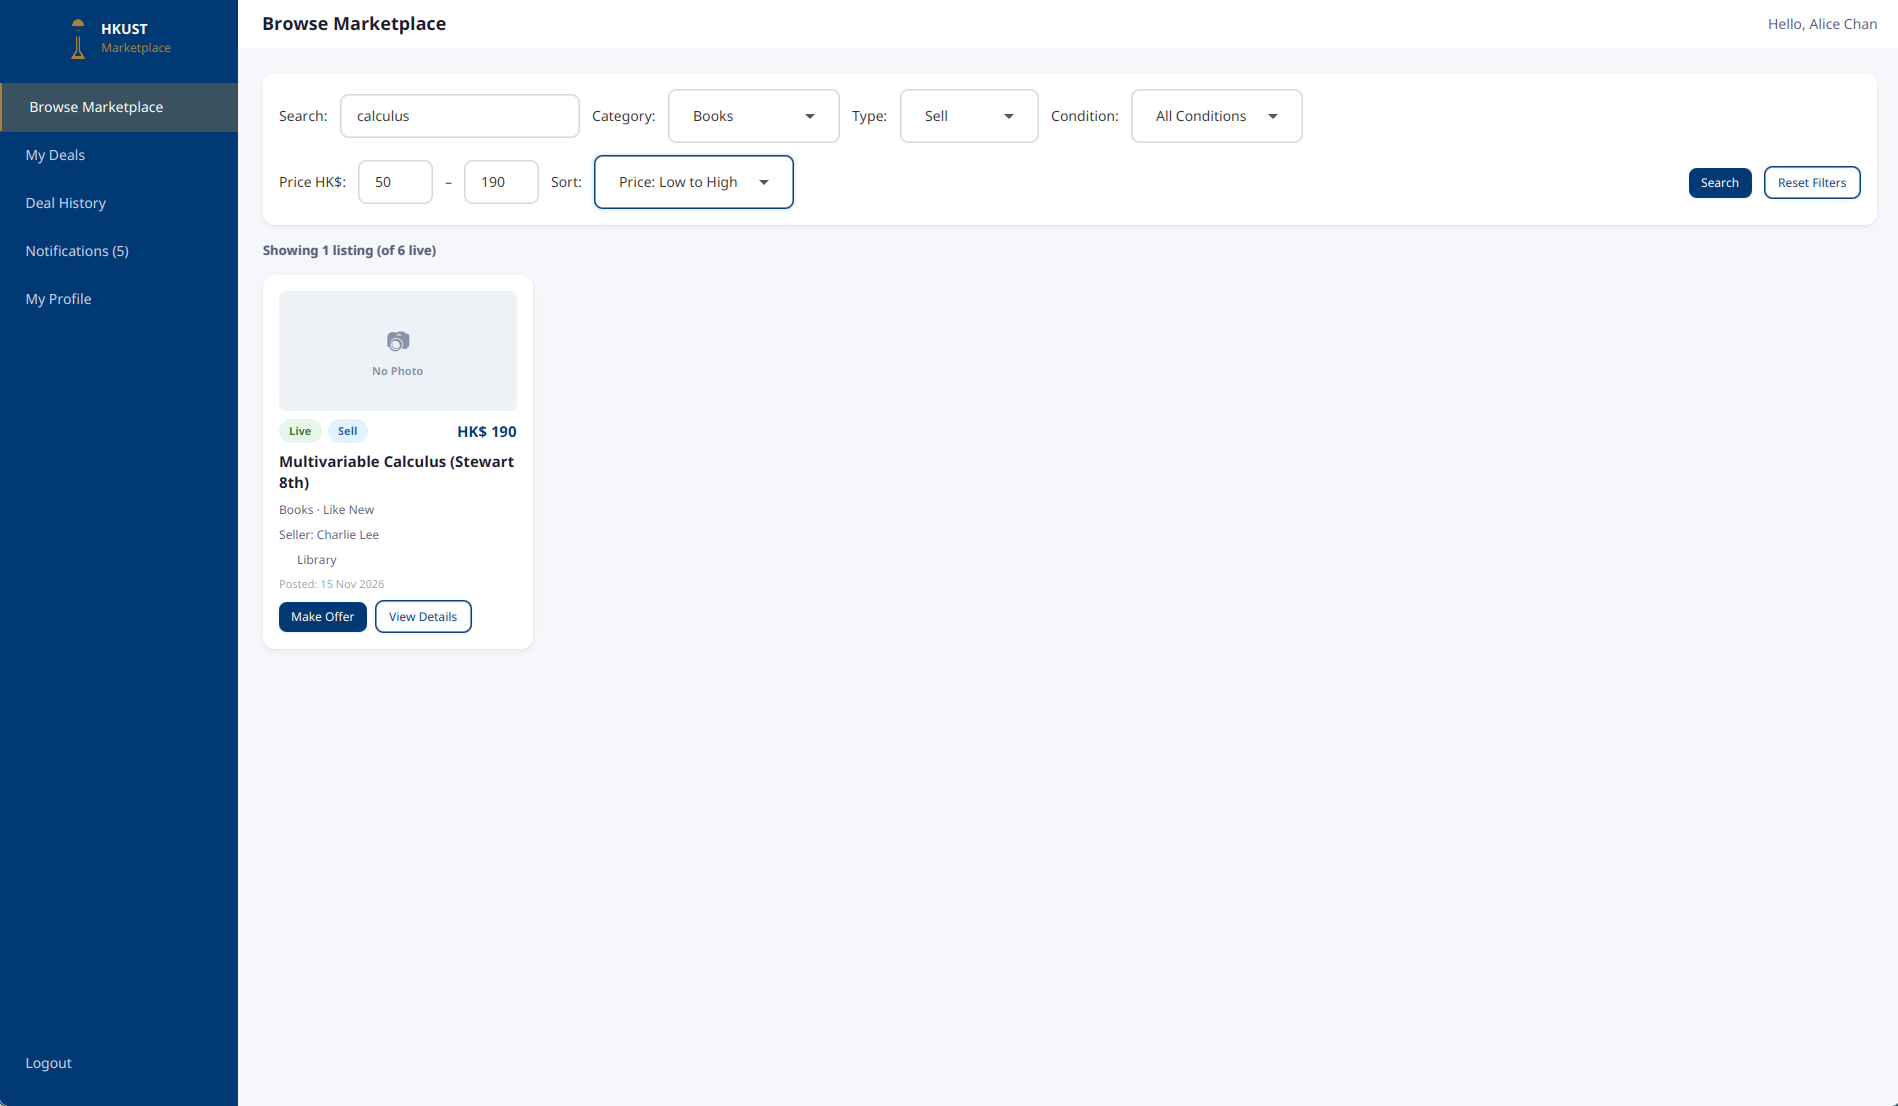 HKUST
Marketplace
Browse Marketplace
My Deals
Deal History
Notifications (5)
My Profile
Logout
Browse Marketplace
Hello, Alice Chan
Search: calculus Category: Books Type: Sell Condition: All Conditions
Price HK$: 50 – 190 Sort: Price: Low to High Search Reset Filters
Showing 1 listing (of 6 live)
No Photo
Live Sell HK$ 190
Multivariable Calculus (Stewart
8th)
Books · Like New
Seller: Charlie Lee
Library
Posted: 15 Nov 2026
Make Offer View Details